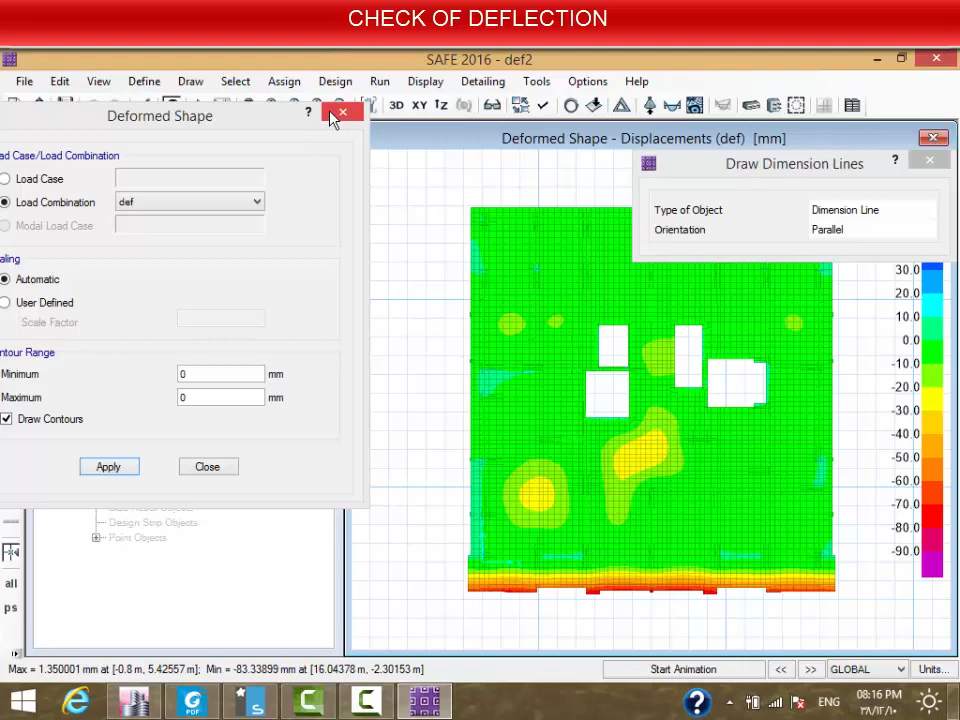 CHECK OF DEFLECTION
SAFE 2016 - def2
File Edit View Define Draw Select Assign Design Run Display Detailing Tools Options Help
3D XY
Deformed Shape
?
Deformed Shape - Displacements (def) [mm]
Draw Dimension Lines
?
Type of Object Dimension Line
Orientation Parallel
ad Case/Load Combination
Load Case
Load Combination def
Modal Load Case
aling
Automatic
User Defined
Scale Factor
ntour Range
Minimum 0 mm
Maximum 0 mm
Draw Contours
Apply Close
Design Strip Objects
Point Objects
all
ps
30.0
20.0
10.0
0.0
-10.0
-20.0
-30.0
-40.0
-50.0
-60.0
-70.0
-80.0
-90.0
Max = 1.350001 mm at [-0.8 m, 5.42557 m]; Min = -83.33899 mm at [16.04378 m, -2.30153 m]
Start Animation << >> GLOBAL Units...
PDF
ENG
08:16 PM